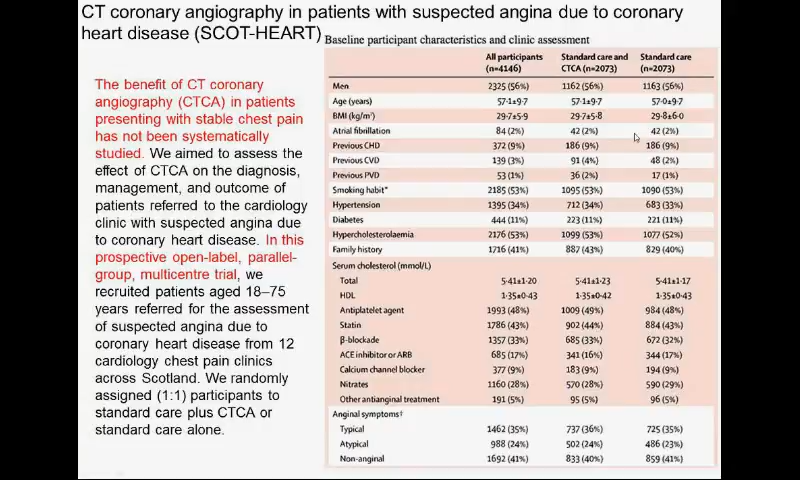 CT coronary angiography in patients with suspected angina due to coronary
heart disease (SCOT-HEART)
The benefit of CT coronary
angiography (CTCA) in patients
presenting with stable chest pain
has not been systematically
studied. We aimed to assess the
effect of CTCA on the diagnosis,
management, and outcome of
patients referred to the cardiology
clinic with suspected angina due
to coronary heart disease. In this
prospective open-label, parallel-
group, multicentre trial, we
recruited patients aged 18–75
years referred for the assessment
of suspected angina due to
coronary heart disease from 12
cardiology chest pain clinics
across Scotland. We randomly
assigned (1:1) participants to
standard care plus CTCA or
standard care alone.
Baseline participant characteristics and clinic assessment
All participants (n=4146) Standard care and CTCA (n=2073) Standard care (n=2073)
Men 2325 (56%) 1162 (56%) 1163 (56%)
Age (years) 57·1±9·7 57·1±9·7 57·0±9·7
BMI (kg/m²) 29·7±5·9 29·7±5·8 29·8±6·0
Atrial fibrillation 84 (2%) 42 (2%) 42 (2%)
Previous CHD 372 (9%) 186 (9%) 186 (9%)
Previous CVD 139 (3%) 91 (4%) 48 (2%)
Previous PVD 53 (1%) 36 (2%) 17 (1%)
Smoking habit* 2185 (53%) 1095 (53%) 1090 (53%)
Hypertension 1395 (34%) 712 (34%) 683 (33%)
Diabetes 444 (11%) 223 (11%) 221 (11%)
Hypercholesterolaemia 2176 (53%) 1099 (53%) 1077 (52%)
Family history 1716 (41%) 887 (43%) 829 (40%)
Serum cholesterol (mmol/L)
Total 5·41±1·20 5·41±1·23 5·41±1·17
HDL 1·35±0·43 1·35±0·42 1·35±0·43
Antiplatelet agent 1993 (48%) 1009 (49%) 984 (48%)
Statin 1786 (43%) 902 (44%) 884 (43%)
β-blockade 1357 (33%) 685 (33%) 672 (32%)
ACE inhibitor or ARB 685 (17%) 341 (16%) 344 (17%)
Calcium channel blocker 377 (9%) 183 (9%) 194 (9%)
Nitrates 1160 (28%) 570 (28%) 590 (29%)
Other antianginal treatment 191 (5%) 95 (5%) 96 (5%)
Anginal symptoms†
Typical 1462 (35%) 737 (36%) 725 (35%)
Atypical 988 (24%) 502 (24%) 486 (23%)
Non-anginal 1692 (41%) 833 (40%) 859 (41%)